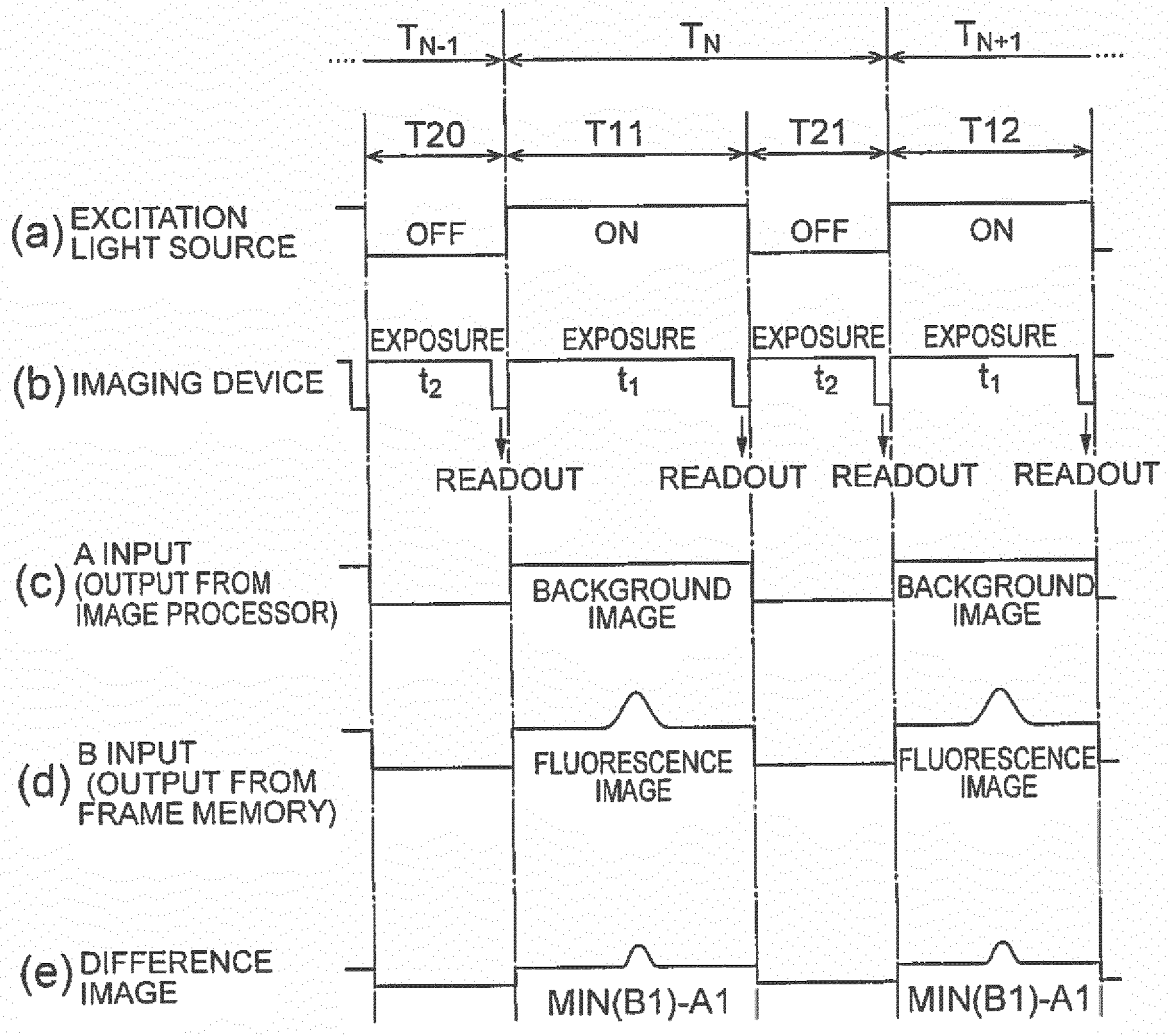 T_N-1 T_N T_N+1
T20 T11 T21 T12
(a) EXCITATION LIGHT SOURCE
OFF ON OFF ON
(b) IMAGING DEVICE
EXPOSURE EXPOSURE EXPOSURE EXPOSURE
t2 t1 t2 t1
READOUT READOUT READOUT READOUT
(c) A INPUT
(OUTPUT FROM
IMAGE PROCESSOR)
BACKGROUND
IMAGE
BACKGROUND
IMAGE
(d) B INPUT
(OUTPUT FROM
FRAME MEMORY)
FLUORESCENCE
IMAGE
FLUORESCENCE
IMAGE
(e) DIFFERENCE
IMAGE
MIN(B1)-A1 MIN(B1)-A1